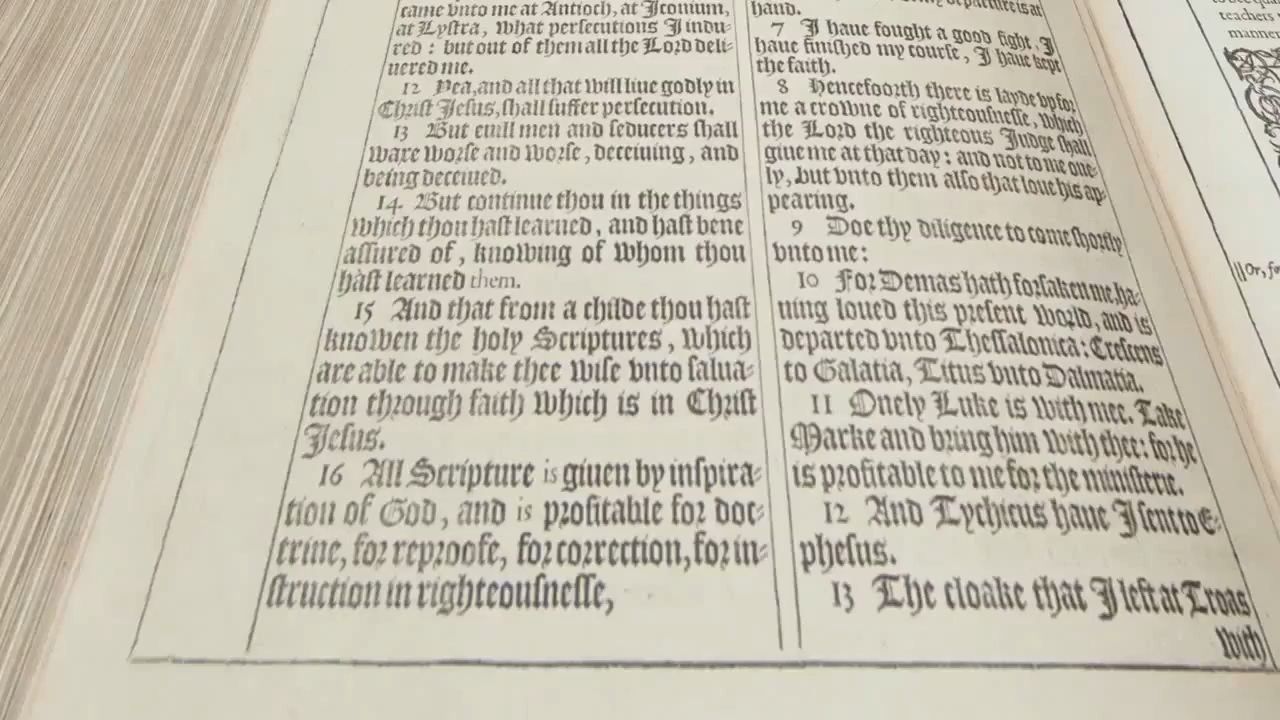 came vnto me at Antioch, at Iconium,
at Lystra, what persecutions I indu-
red : but out of them all the Lord deli-
uered me.
12 Yea, and all that will liue godly in
Christ Iesus, shall suffer persecution.
13 But euill men and seducers shall
waxe worse and worse, deceiuing, and
being deceiued.
14 But continue thou in the things
which thou hast learned, and hast bene
assured of, knowing of whom thou
hast learned them.
15 And that from a childe thou hast
knowen the holy Scriptures, which
are able to make thee wise vnto salua-
tion through faith which is in Christ
Iesus.
16 All Scripture is giuen by inspira-
tion of God, and is profitable for doc-
trine, for reproofe, for correction, for in-
struction in righteousnesse,
departure is at
hand.
7 I haue fought a good fight, I
haue finished my course, I haue kept
the faith.
8 Hencefoorth there is layde vp for
me a crowne of righteousnesse, which
the Lord the righteous Iudge shall
giue me at that day: and not to me one-
ly, but vnto them also that loue his ap-
pearing.
9 Doe thy diligence to come shortly
vnto me:
10 For Demas hath forsaken me, ha-
uing loued this present world, and is
departed vnto Thessalonica: Crescens
to Galatia, Titus vnto Dalmatia.
11 Onely Luke is with mee. Take
Marke and bring him with thee: for he
is profitable to me for the ministerie.
12 And Tychicus haue I sent to E-
phesus.
13 The cloake that I left at Troas
with
teachers
manner
||Or,